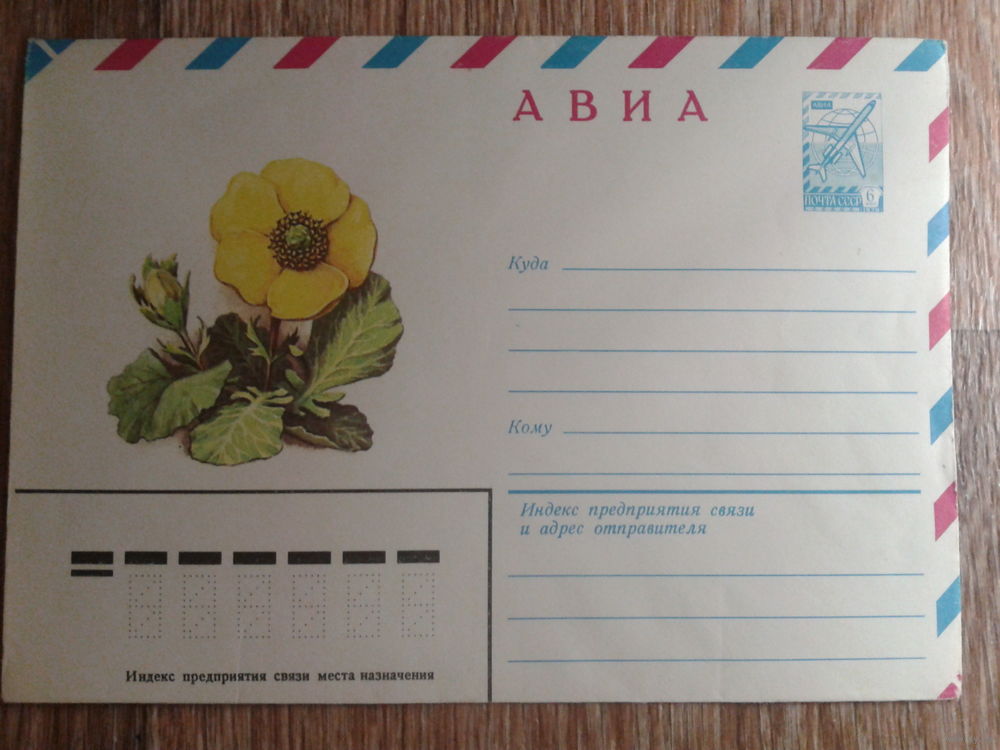 АВИА
АВИА
ПОЧТА СССР 6
Куда
Кому
Индекс предприятия связи
и адрес отправителя
Индекс предприятия связи места назначения